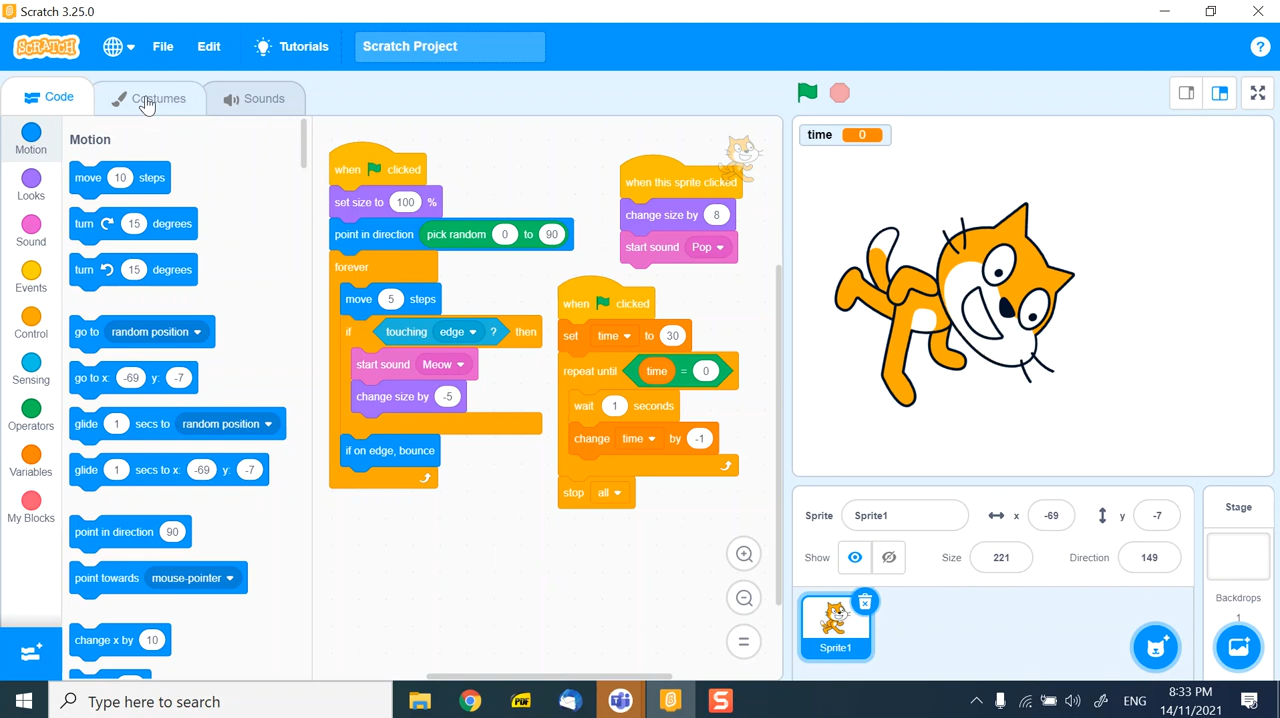 Scratch 3.25.0
SCRATCH File Edit Tutorials Scratch Project ?
Code Costumes Sounds
Motion
Looks
Sound
Events
Control
Sensing
Operators
Variables
My Blocks
Motion
move 10 steps
turn 15 degrees
turn 15 degrees
go to random position
go to x: -69 y: -7
glide 1 secs to random position
glide 1 secs to x: -69 y: -7
point in direction 90
point towards mouse-pointer
change x by 10
when clicked
set size to 100 %
point in direction pick random 0 to 90
forever
move 5 steps
if touching edge ? then
start sound Meow
change size by -5
if on edge, bounce
when this sprite clicked
change size by 8
start sound Pop
when clicked
set time to 30
repeat until time = 0
wait 1 seconds
change time by -1
stop all
time 0
Sprite Sprite1 x -69 y -7
Show Size 221 Direction 149
Sprite1
Stage
Backdrops
1
Type here to search
PDF
S
ENG
8:33 PM
14/11/2021